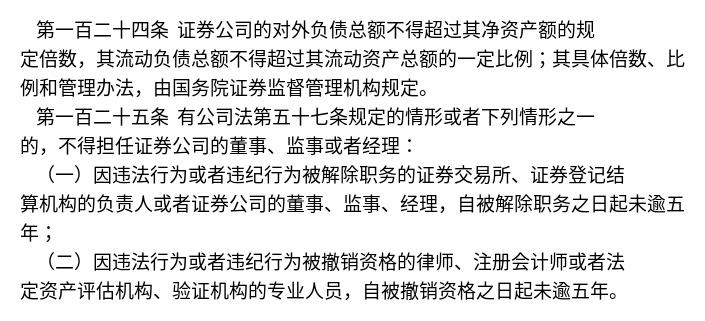 第一百二十四条 证券公司的对外负债总额不得超过其净资产额的规
定倍数，其流动负债总额不得超过其流动资产总额的一定比例；其具体倍数、比
例和管理办法，由国务院证券监督管理机构规定。
第一百二十五条 有公司法第五十七条规定的情形或者下列情形之一
的，不得担任证券公司的董事、监事或者经理：
（一）因违法行为或者违纪行为被解除职务的证券交易所、证券登记结
算机构的负责人或者证券公司的董事、监事、经理，自被解除职务之日起未逾五
年；
（二）因违法行为或者违纪行为被撤销资格的律师、注册会计师或者法
定资产评估机构、验证机构的专业人员，自被撤销资格之日起未逾五年。